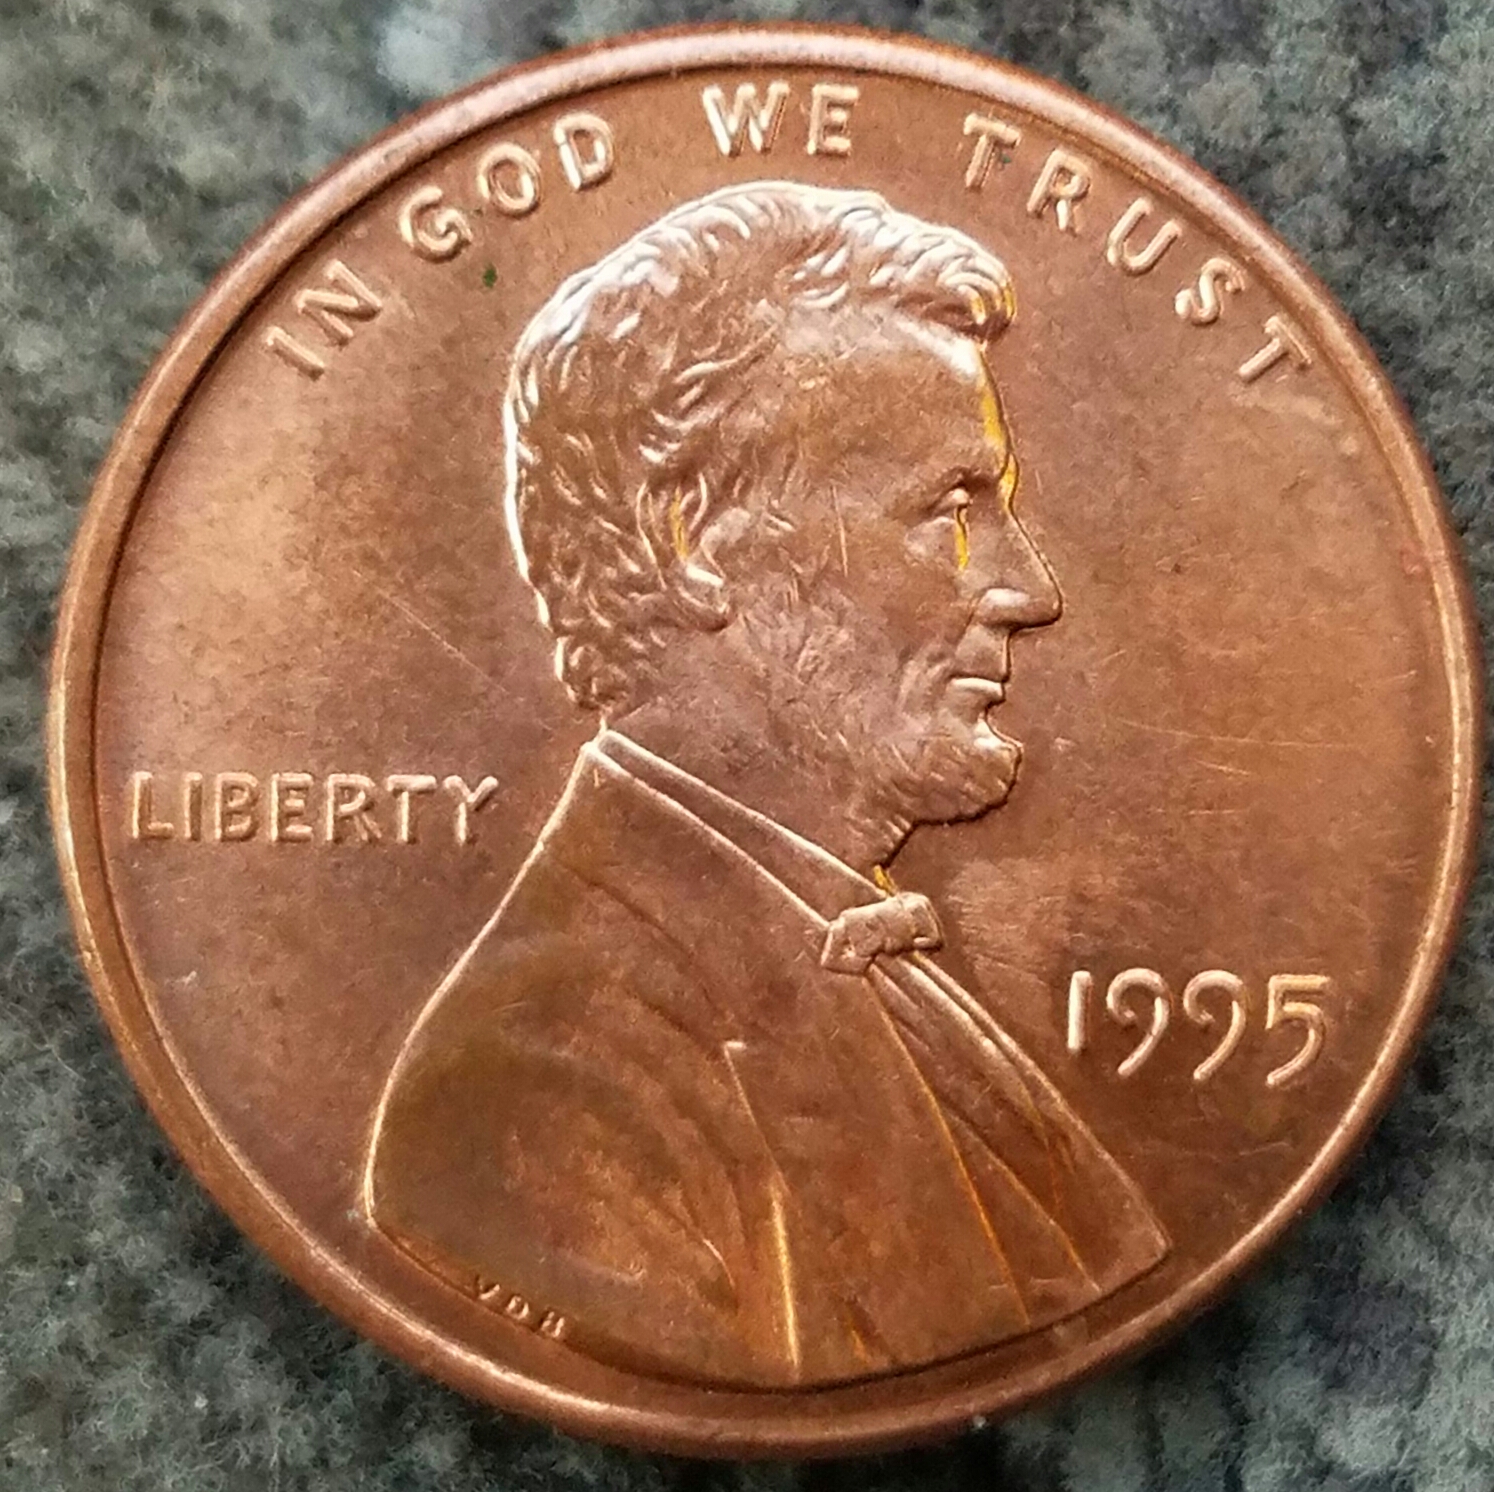 IN GOD WE TRUST
LIBERTY
1995
VDB